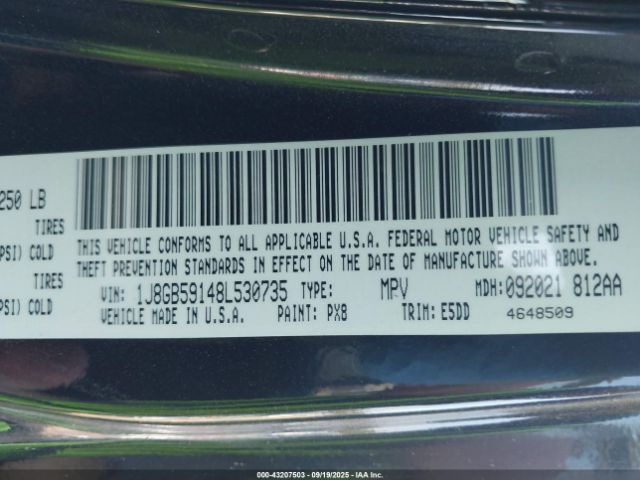 250 LB
TIRES
PSI) COLD
TIRES
PSI) COLD
THIS VEHICLE CONFORMS TO ALL APPLICABLE U.S.A. FEDERAL MOTOR VEHICLE SAFETY AND
THEFT PREVENTION STANDARDS IN EFFECT ON THE DATE OF MANUFACTURE SHOWN ABOVE.
VIN: 1J8GB59148L530735 TYPE: MPV MDH: 092021 812AA
VEHICLE MADE IN U.S.A. PAINT: PX8 TRIM: E5DD 4648509
000-43207503 - 09/19/2025 - IAAI.COM